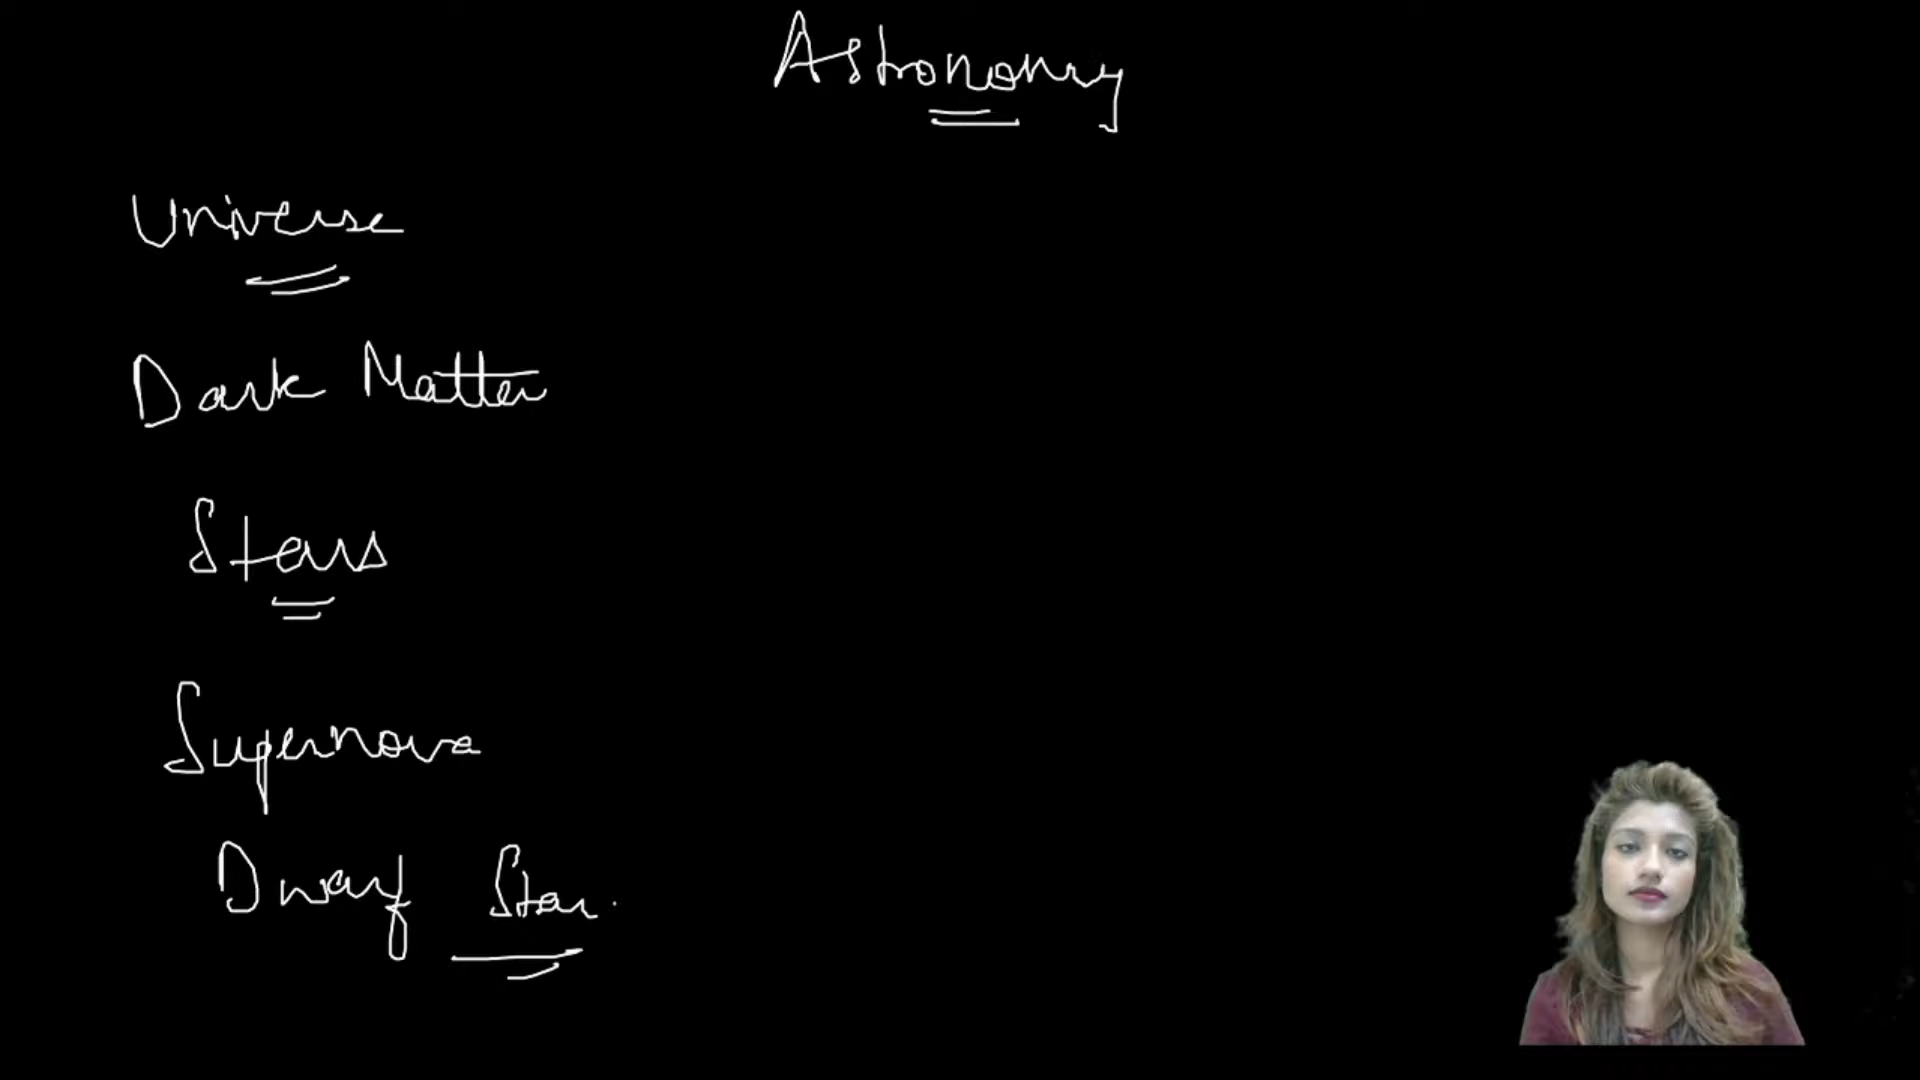 Astronomy
Universe
Dark Matter
Stars
Supernova
Dwarf Star.